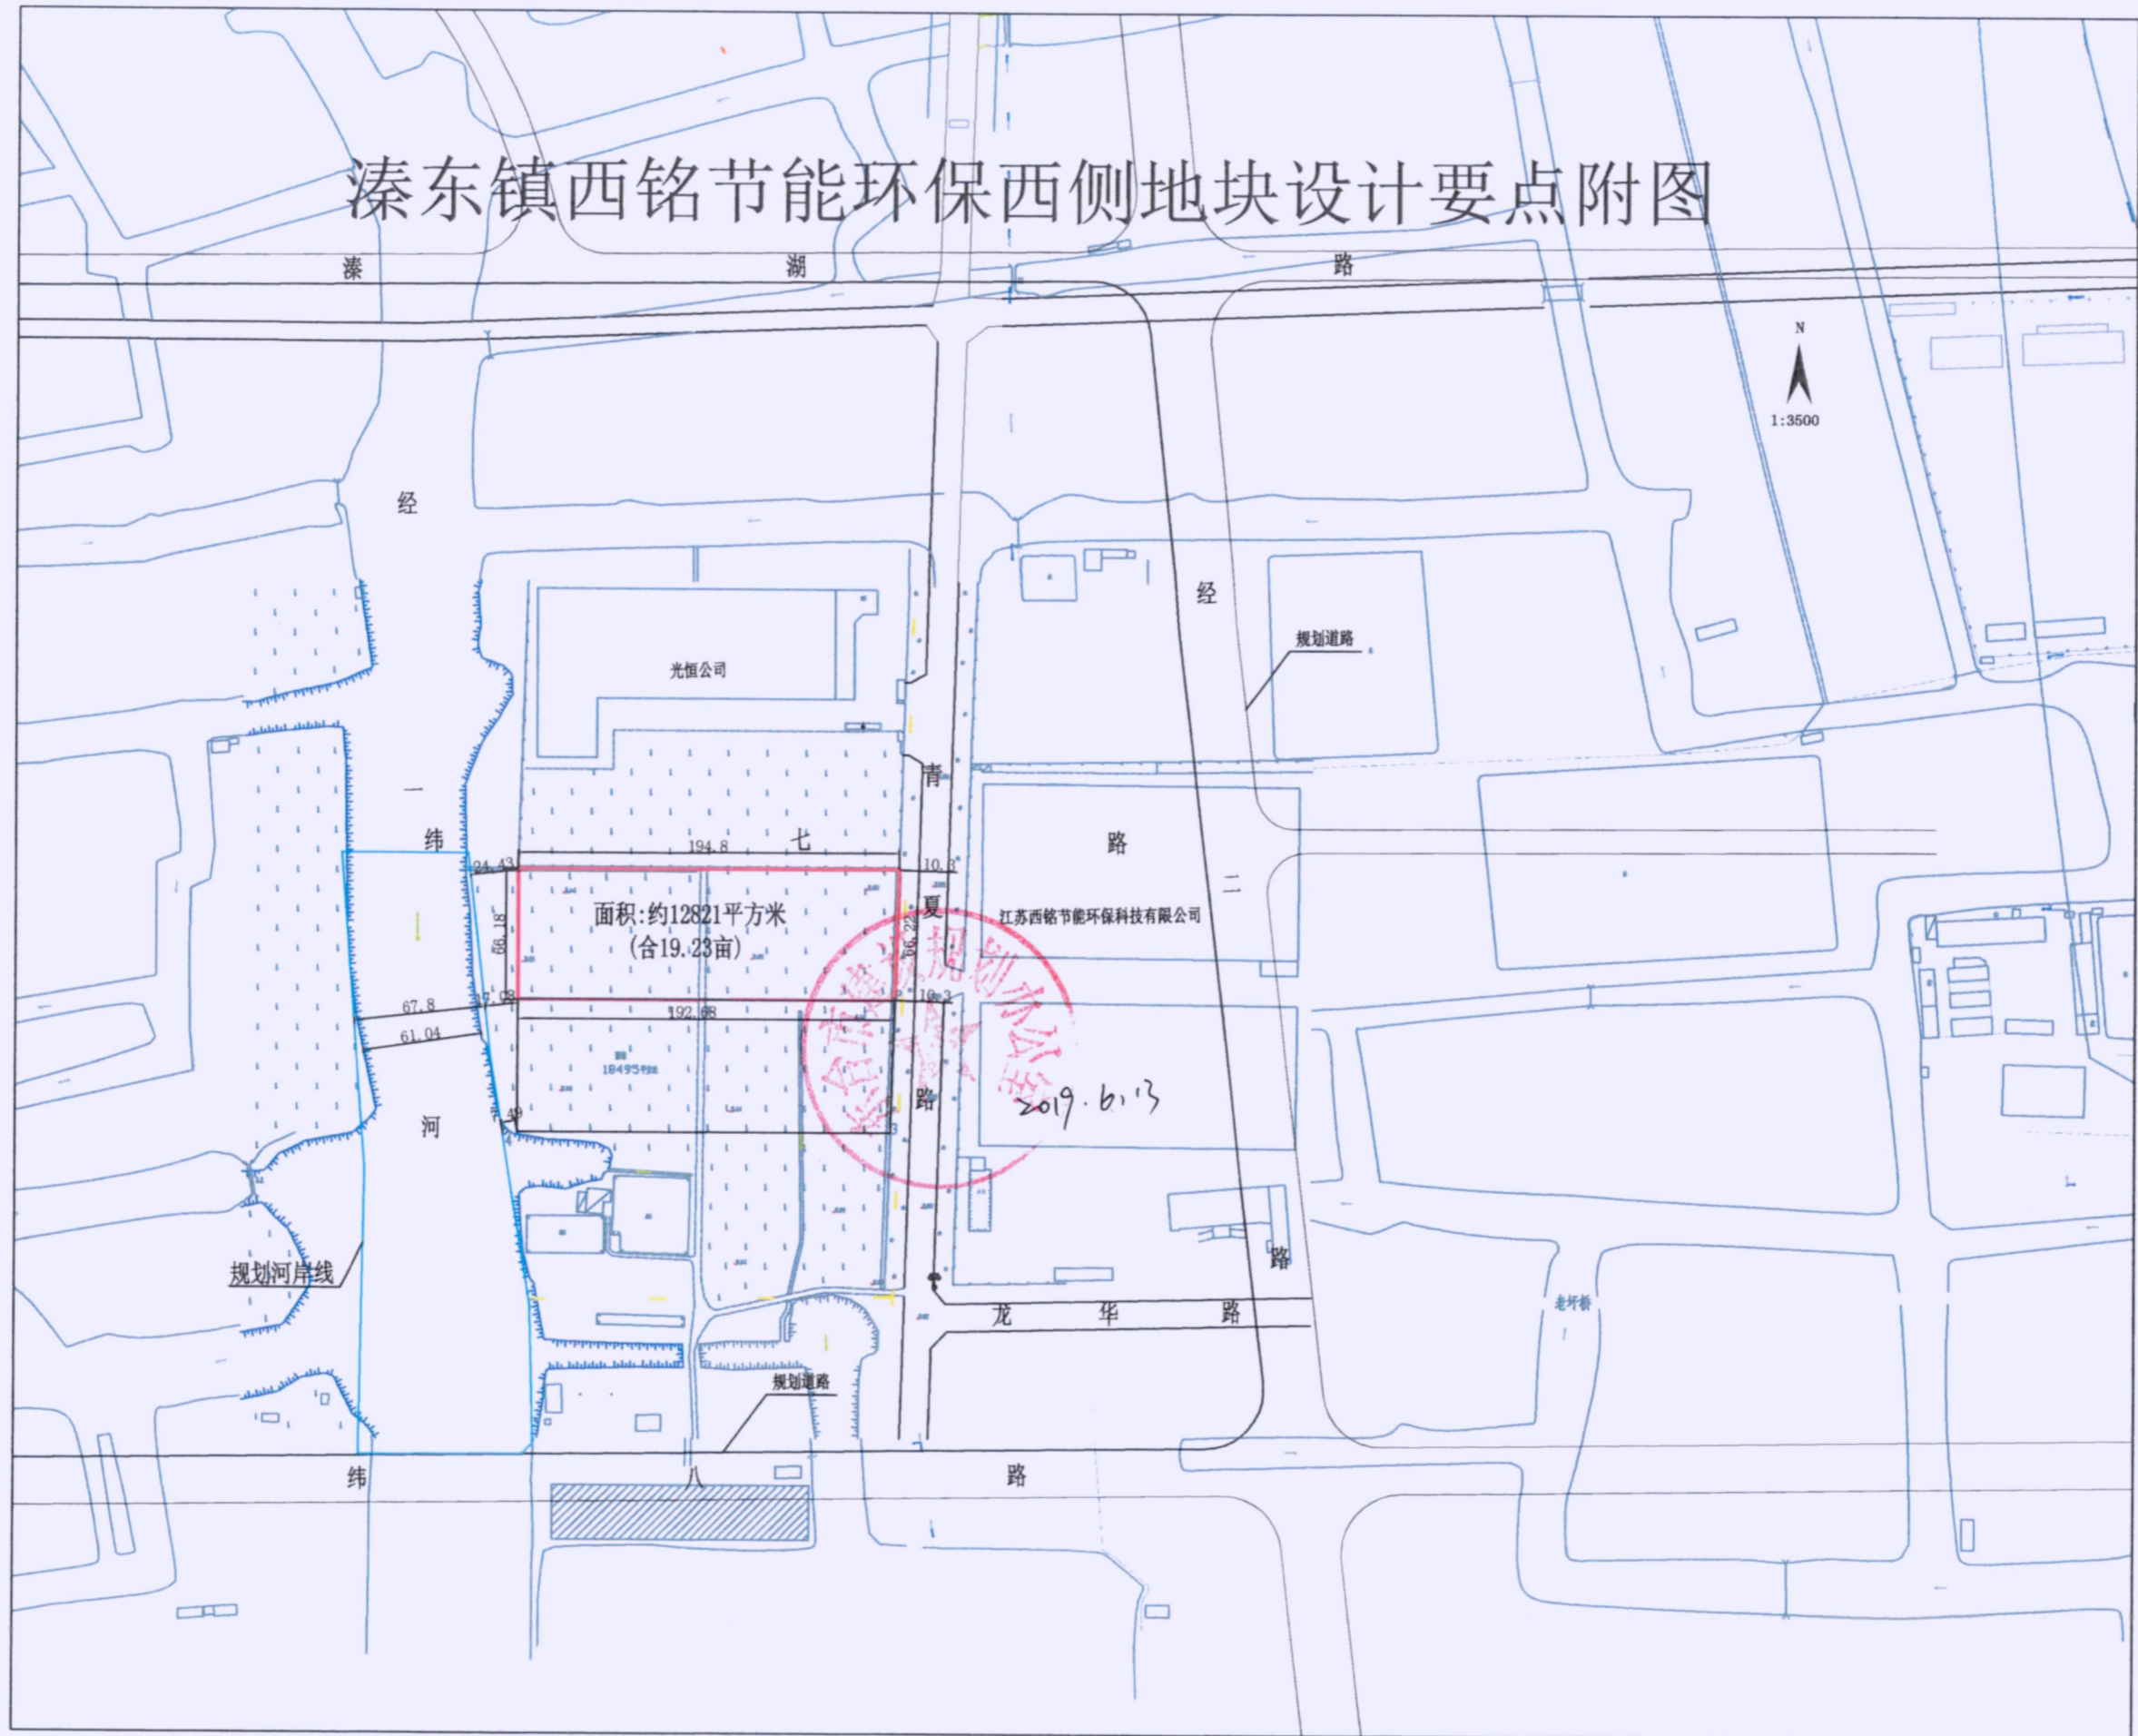 溱东镇西铭节能环保西侧地块设计要点附图
溱 湖 路
N
1:3500
经
经
规划道路
光恒公司
青
一
纬
七
路
194.8
24.43
10.3
二
夏
面积:约12821平方米
(合19.23亩)
66.18
66.22
江苏西铭节能环保科技有限公司
67.8
10.3
192.68
61.04
18495
路
2019.6.13
河
路
规划河岸线
龙 华 路
老圩桥
规划道路
纬 八 路